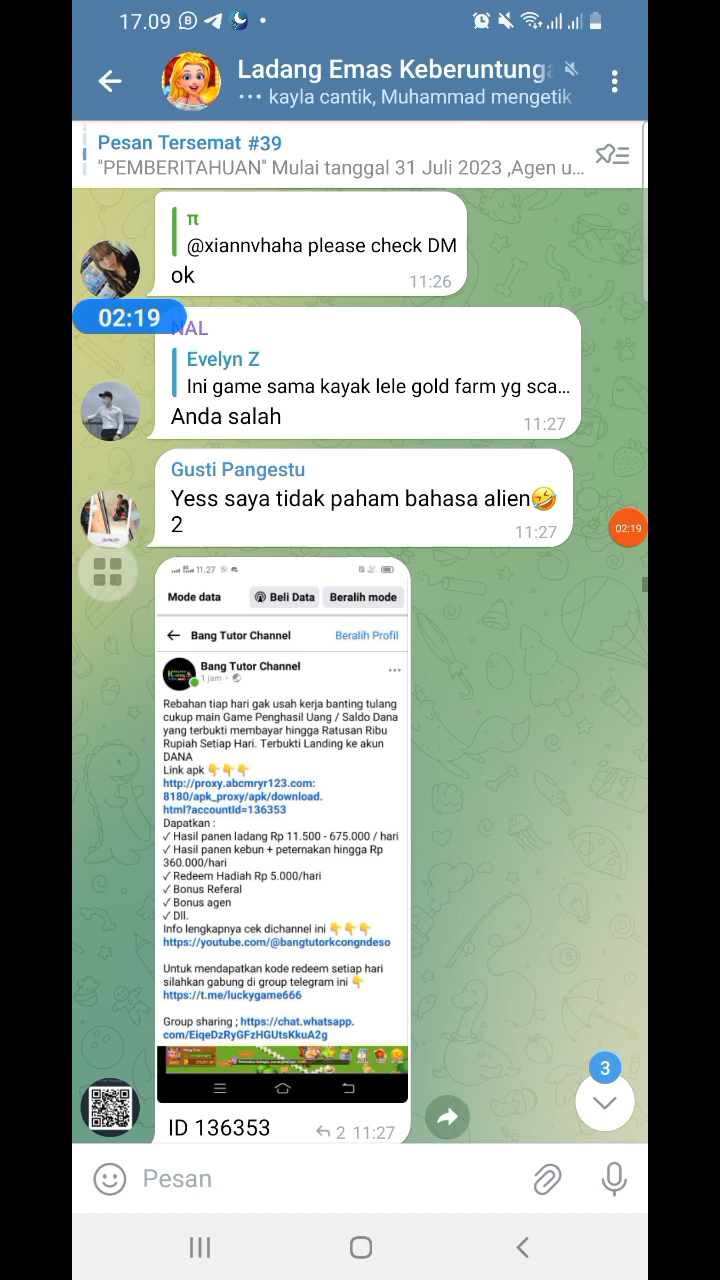 17.09
Ladang Emas Keberuntunga
••• kayla cantik, Muhammad mengetik
Pesan Tersemat #39
"PEMBERITAHUAN" Mulai tanggal 31 Juli 2023 ,Agen u...
π
@xiannvhaha please check DM
ok
11:26
02:19
NAL
Evelyn Z
Ini game sama kayak lele gold farm yg sca...
Anda salah
11:27
Gusti Pangestu
Yess saya tidak paham bahasa alien🤣
2
11:27
02:19
11.27
Mode data
Beli Data
Beralih mode
Bang Tutor Channel
Beralih Profil
Bang Tutor Channel
1 jam
Rebahan tiap hari gak usah kerja banting tulang
cukup main Game Penghasil Uang / Saldo Dana
yang terbukti membayar hingga Ratusan Ribu
Rupiah Setiap Hari. Terbukti Landing ke akun
DANA
Link apk 👇👇👇
http://proxy.abcmryr123.com:
8180/apk_proxy/apk/download.
html?accountId=136353
Dapatkan :
✓ Hasil panen ladang Rp 11.500 - 675.000 / hari
✓ Hasil panen kebun + peternakan hingga Rp
360.000/hari
✓ Redeem Hadiah Rp 5.000/hari
✓ Bonus Referal
✓ Bonus agen
✓ Dll.
Info lengkapnya cek dichannel ini 👇👇👇
https://youtube.com/@bangtutorkcongndeso
Untuk mendapatkan kode redeem setiap hari
silahkan gabung di group telegram ini 👇
https://t.me/luckygame666
Group sharing ; https://chat.whatsapp.
com/EiqeDzRyGFzHGUtsKkuA2g
3
ID 136353
2 11:27
Pesan